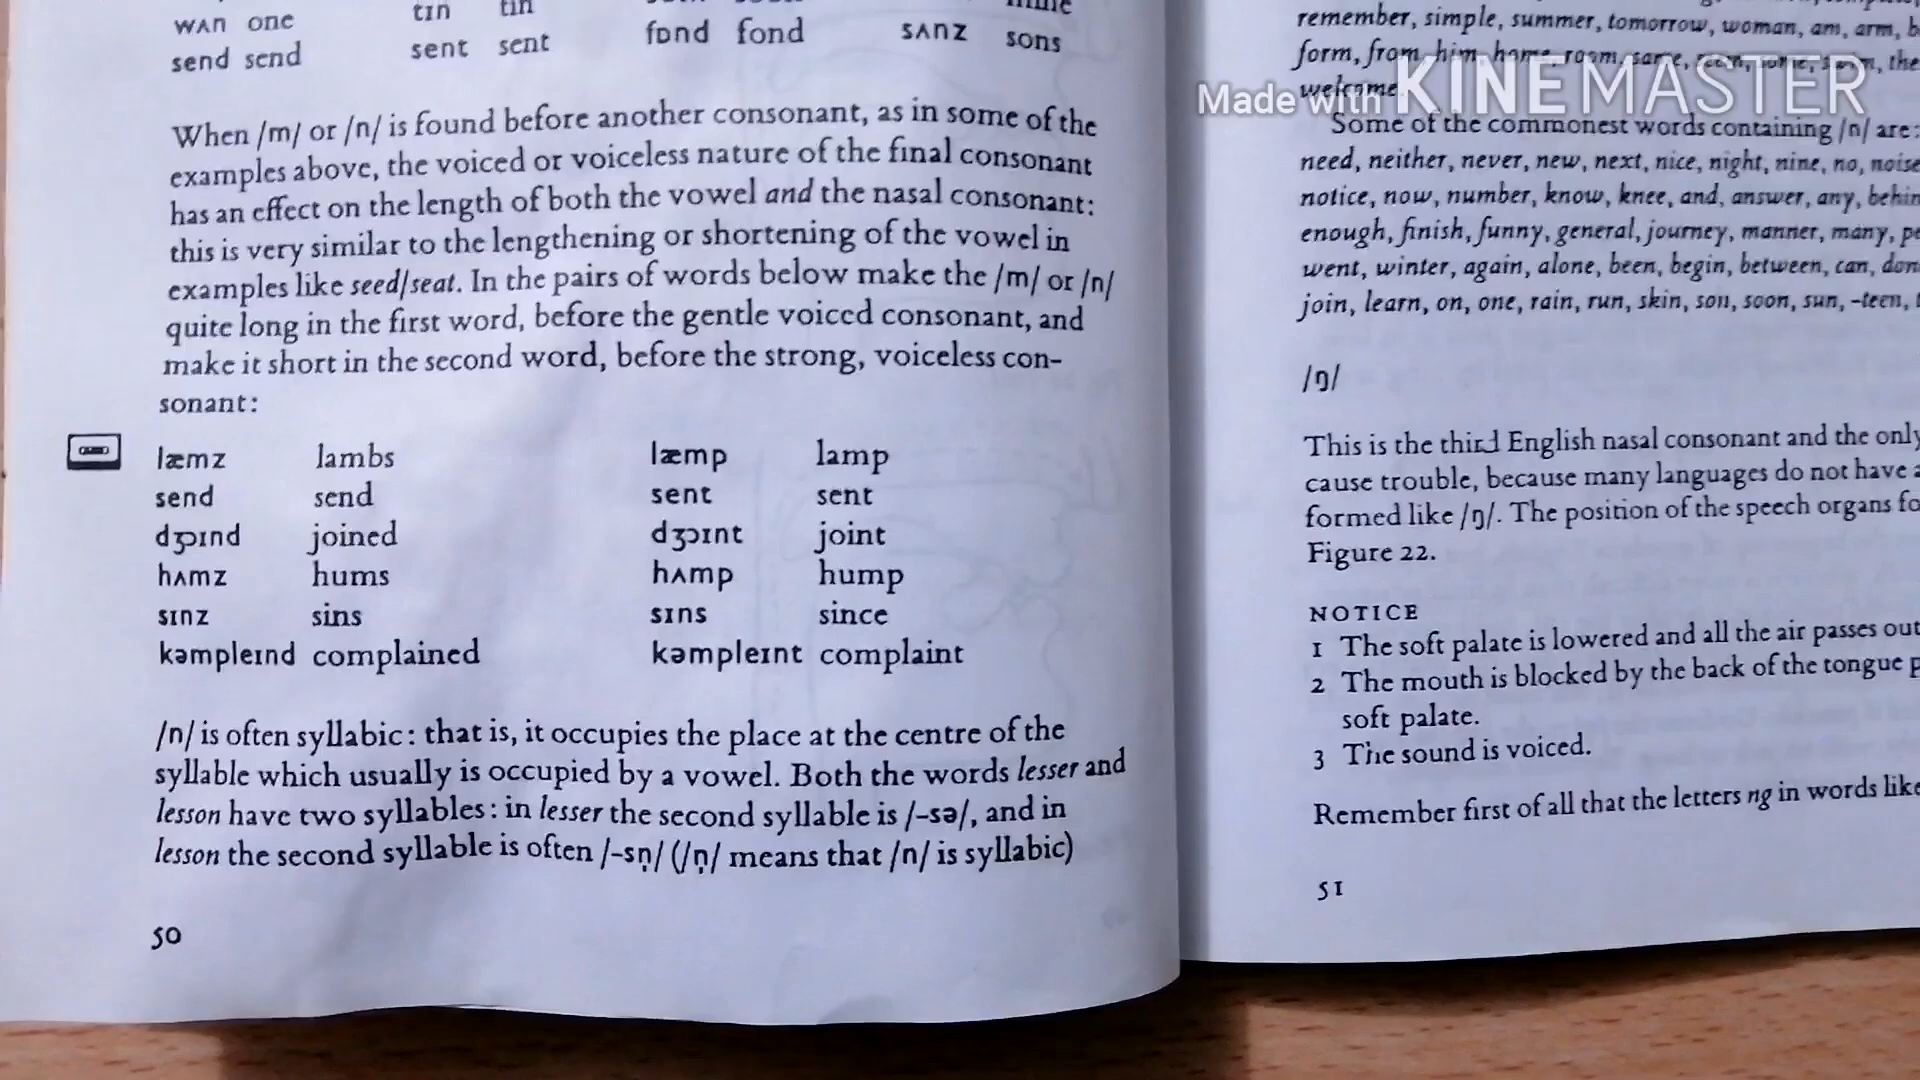 wʌn one tɪn tin
send send sent sent fɒnd fond sʌnz sons
When /m/ or /n/ is found before another consonant, as in some of the
examples above, the voiced or voiceless nature of the final consonant
has an effect on the length of both the vowel and the nasal consonant:
this is very similar to the lengthening or shortening of the vowel in
examples like seed/seat. In the pairs of words below make the /m/ or /n/
quite long in the first word, before the gentle voiced consonant, and
make it short in the second word, before the strong, voiceless con-
sonant:
læmz lambs læmp lamp
send send sent sent
dʒɔɪnd joined dʒɔɪnt joint
hʌmz hums hʌmp hump
sɪnz sins sɪns since
kəmpleɪnd complained kəmpleɪnt complaint
/n/ is often syllabic: that is, it occupies the place at the centre of the
syllable which usually is occupied by a vowel. Both the words lesser and
lesson have two syllables: in lesser the second syllable is /-sə/, and in
lesson the second syllable is often /-sṇ/ (/ṇ/ means that /n/ is syllabic)
50
remember, simple, summer, tomorrow, woman, am, arm,
form, from, him, home, room, same, seen, some, swim,
welcome
Made with KINEMASTER
Some of the commonest words containing /n/ are:
need, neither, never, new, next, nice, night, nine, no, noise
notice, now, number, know, knee, and, answer, any,
enough, finish, funny, general, journey, manner, many,
went, winter, again, alone, been, begin, between, can,
join, learn, on, one, rain, run, skin, son, soon, sun, -teen,
/ŋ/
This is the third English nasal consonant and the only
cause trouble, because many languages do not have
formed like /ŋ/. The position of the speech organs
Figure 22.
NOTICE
1 The soft palate is lowered and all the air passes out
2 The mouth is blocked by the back of the tongue
soft palate.
3 The sound is voiced.
Remember first of all that the letters ng in words like
51